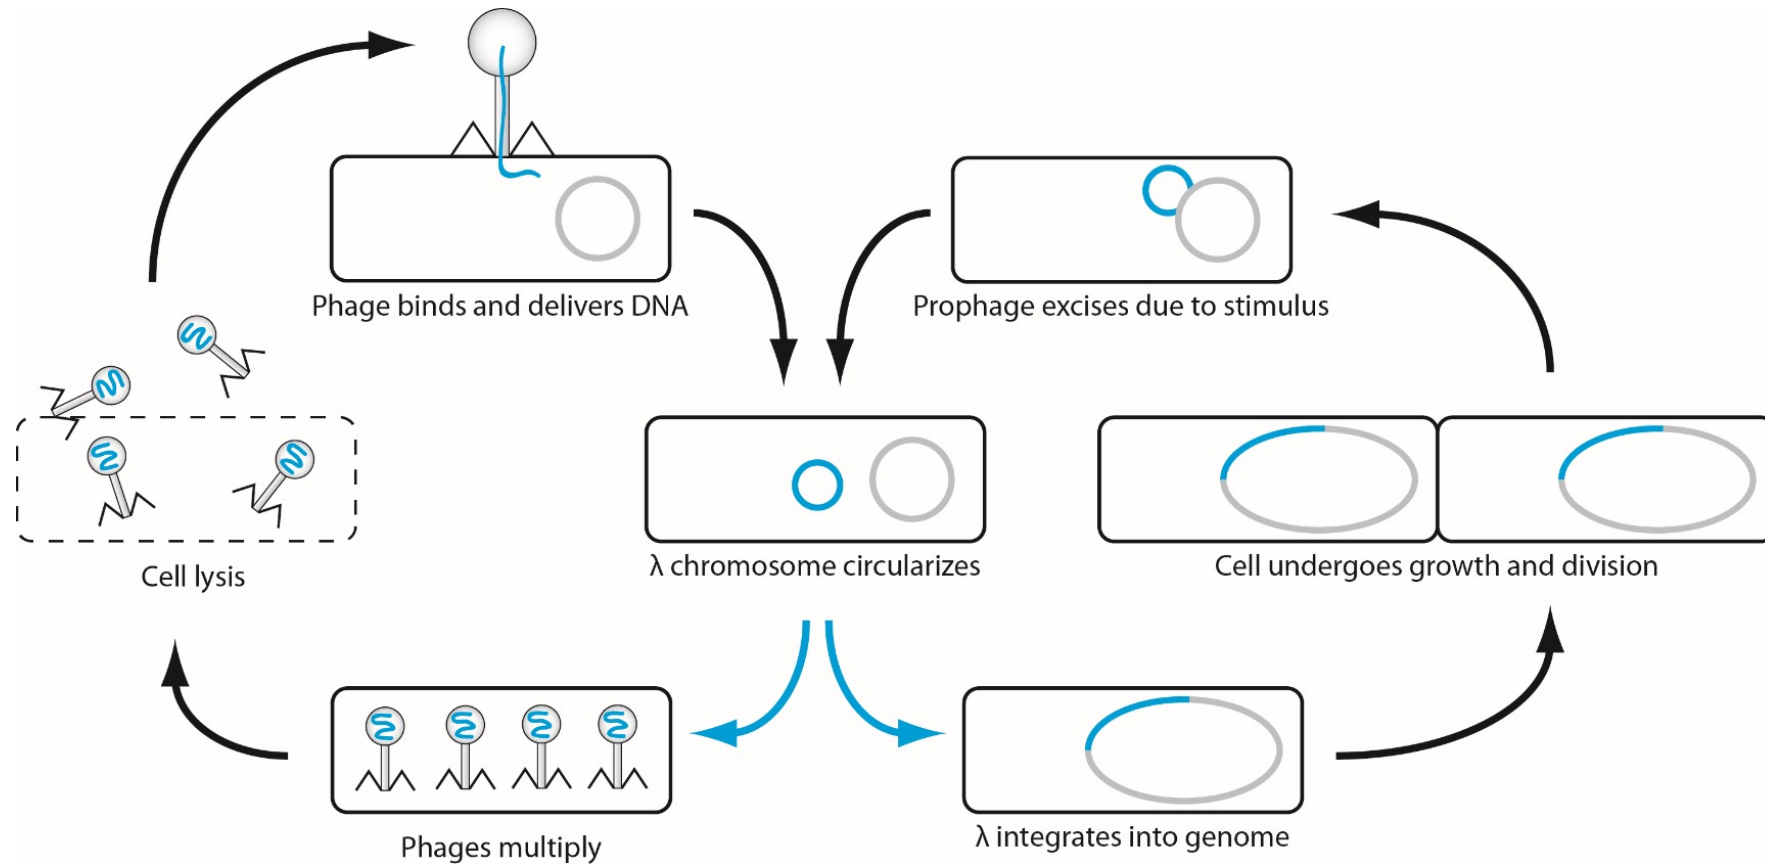 Phage binds and delivers DNA
Prophage excises due to stimulus
Cell lysis
λ chromosome circularizes
Cell undergoes growth and division
Phages multiply
λ integrates into genome